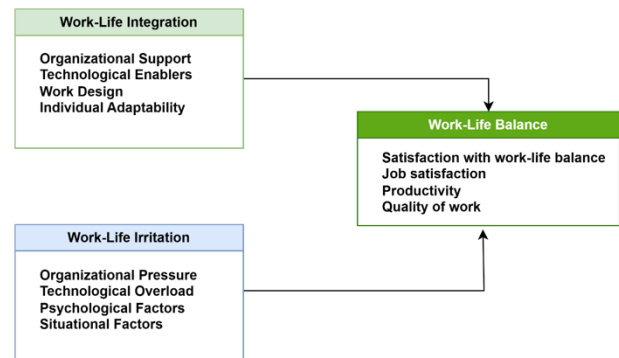 Work-Life Integration
Organizational Support
Technological Enablers
Work Design
Individual Adaptability
Work-Life Balance
Satisfaction with work-life balance
Job satisfaction
Productivity
Quality of work
Work-Life Irritation
Organizational Pressure
Technological Overload
Psychological Factors
Situational Factors